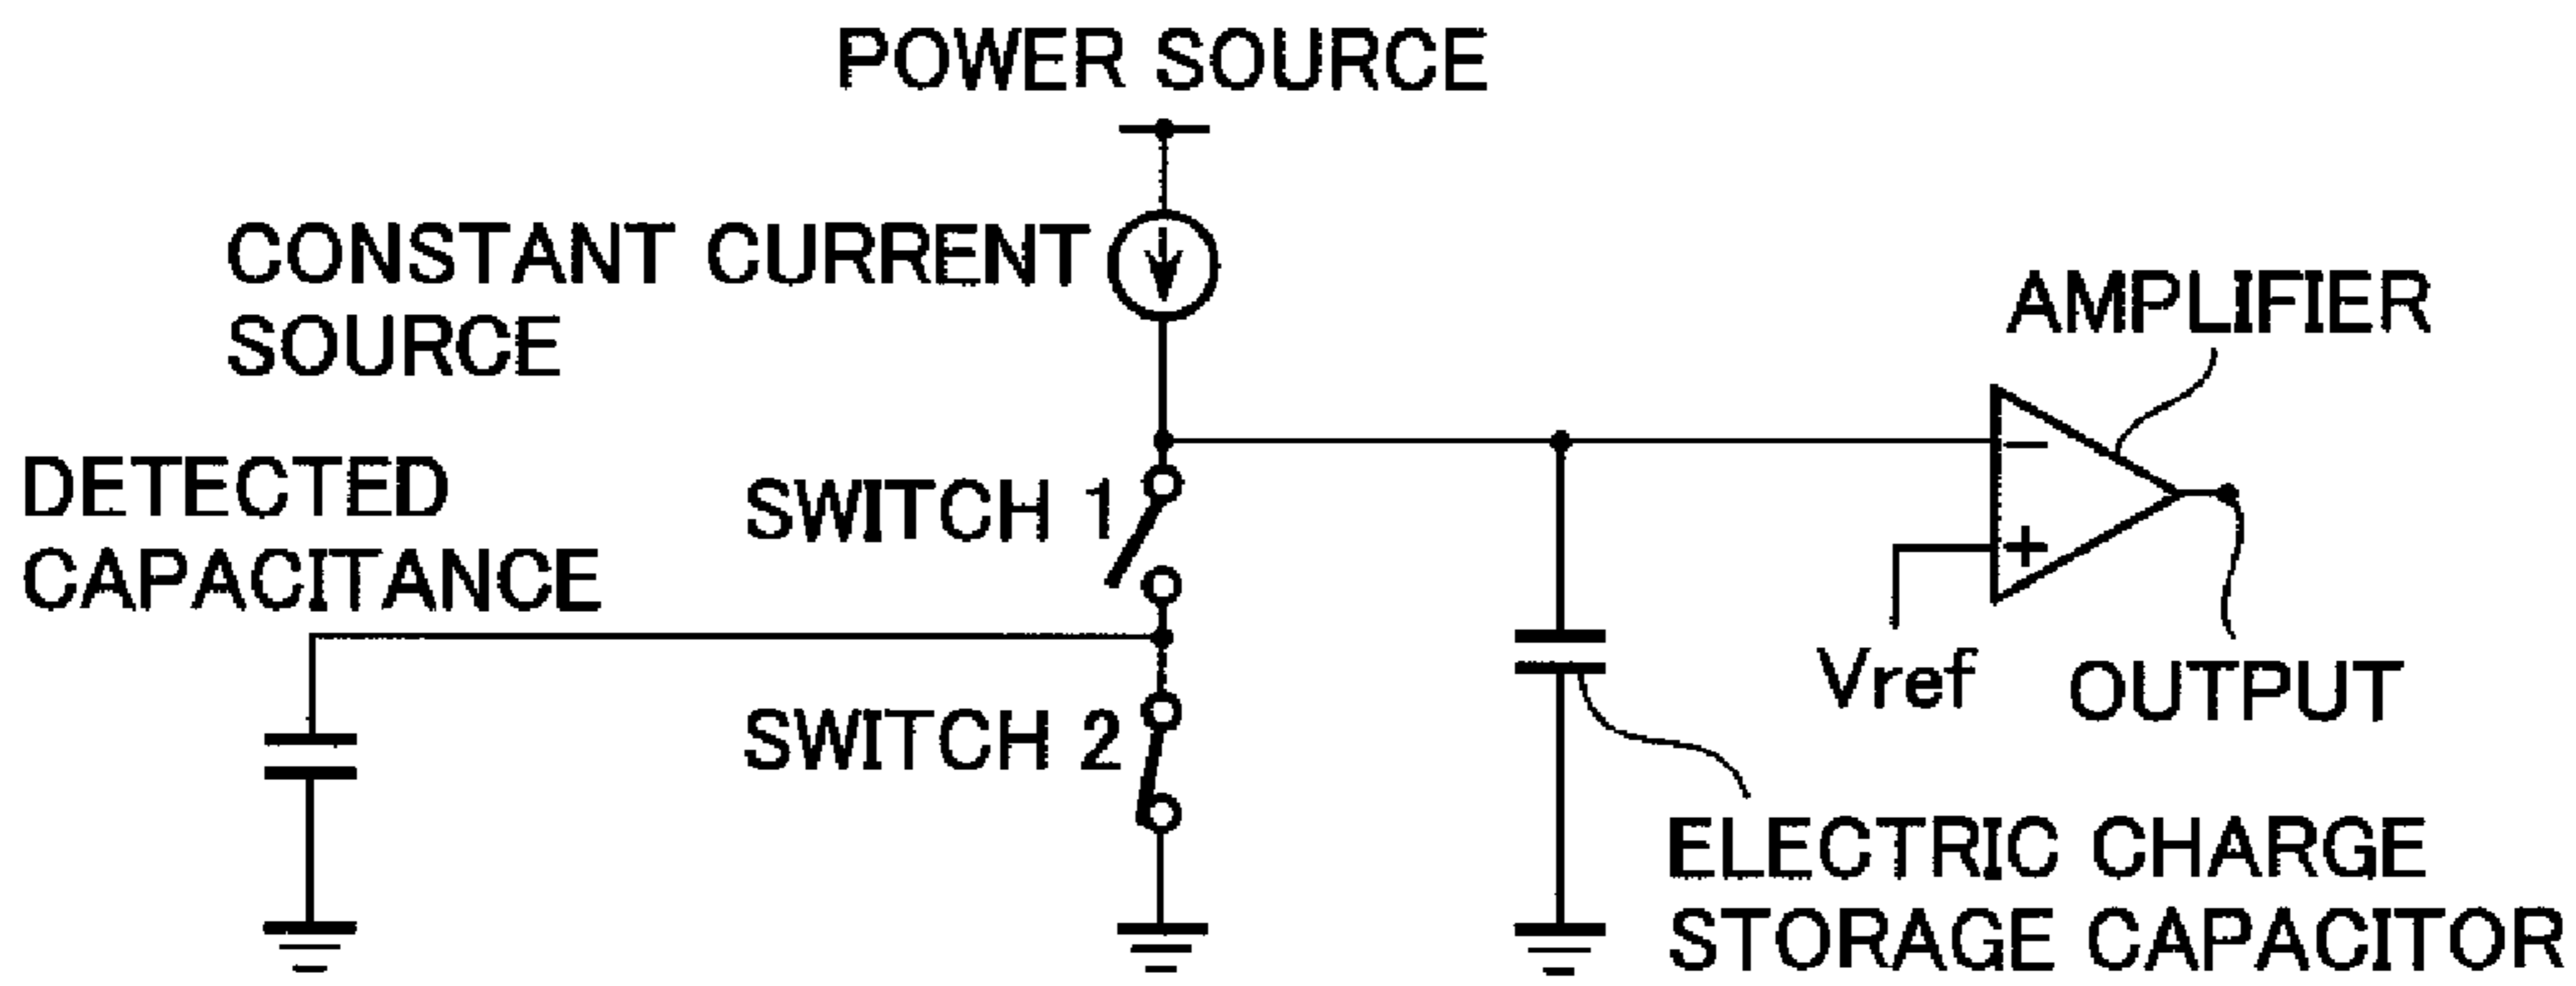 POWER SOURCE
CONSTANT CURRENT
SOURCE
AMPLIFIER
DETECTED
CAPACITANCE
SWITCH 1
−
+
Vref
OUTPUT
SWITCH 2
ELECTRIC CHARGE
STORAGE CAPACITOR